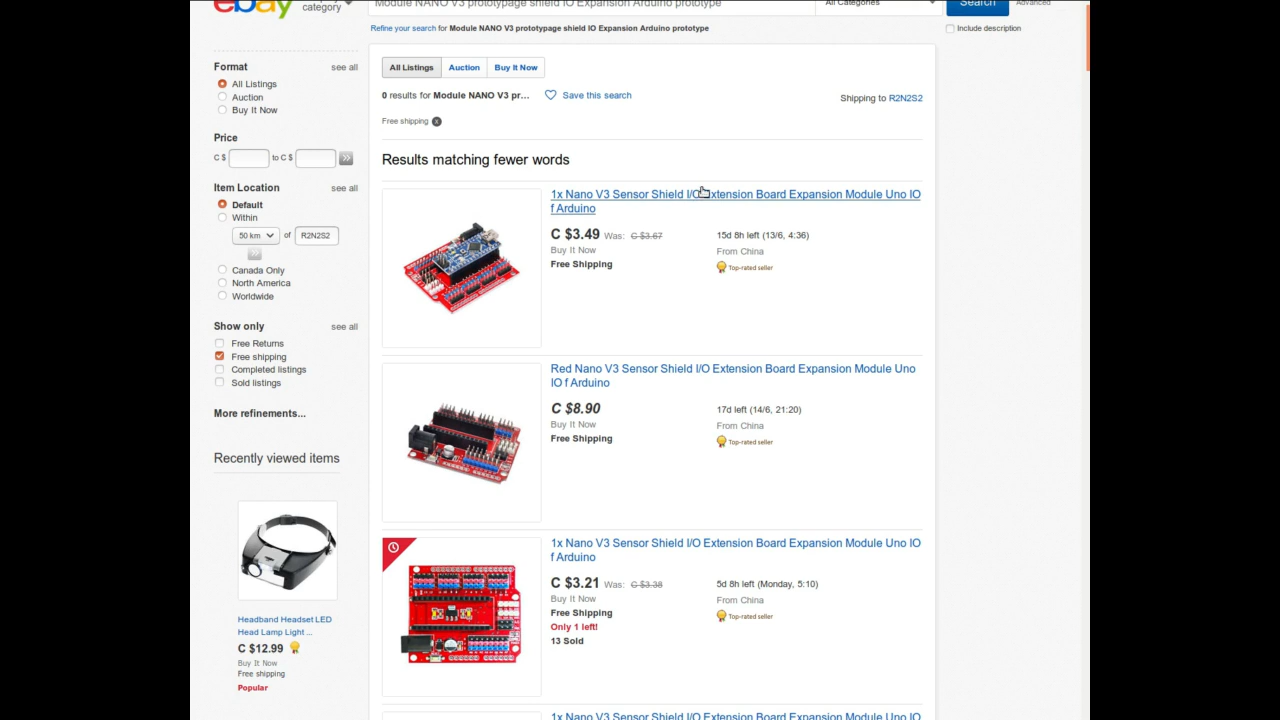 ebay
category
Module NANO V3 prototypage shield IO Expansion Arduino prototype
All Categories
Search
Advanced
Refine your search for Module NANO V3 prototypage shield IO Expansion Arduino prototype
Include description
Format
see all
All Listings
Auction
Buy It Now
Price
C $ to C $
Item Location
see all
Default
Within
50 km of R2N2S2
Canada Only
North America
Worldwide
Show only
see all
Free Returns
Free shipping
Completed listings
Sold listings
More refinements...
Recently viewed items
Headband Headset LED
Head Lamp Light ...
C $12.99
Buy It Now
Free shipping
Popular
All Listings Auction Buy It Now
0 results for Module NANO V3 pr... Save this search
Shipping to R2N2S2
Free shipping
Results matching fewer words
1x Nano V3 Sensor Shield I/O Extension Board Expansion Module Uno IO
f Arduino
C $3.49 Was: C $3.67
15d 8h left (13/6, 4:36)
Buy It Now
From China
Free Shipping
Top-rated seller
Red Nano V3 Sensor Shield I/O Extension Board Expansion Module Uno
IO f Arduino
C $8.90
17d left (14/6, 21:20)
Buy It Now
From China
Free Shipping
Top-rated seller
1x Nano V3 Sensor Shield I/O Extension Board Expansion Module Uno IO
f Arduino
C $3.21 Was: C $3.38
5d 8h left (Monday, 5:10)
Buy It Now
From China
Free Shipping
Top-rated seller
Only 1 left!
13 Sold
1x Nano V3 Sensor Shield I/O Extension Board Expansion Module Uno IO